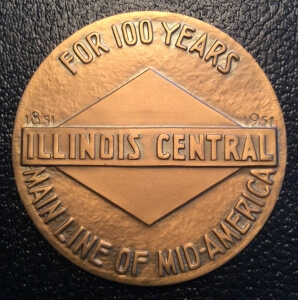 FOR 100 YEARS
1851 1951
ILLINOIS CENTRAL
MAIN LINE OF MID-AMERICA